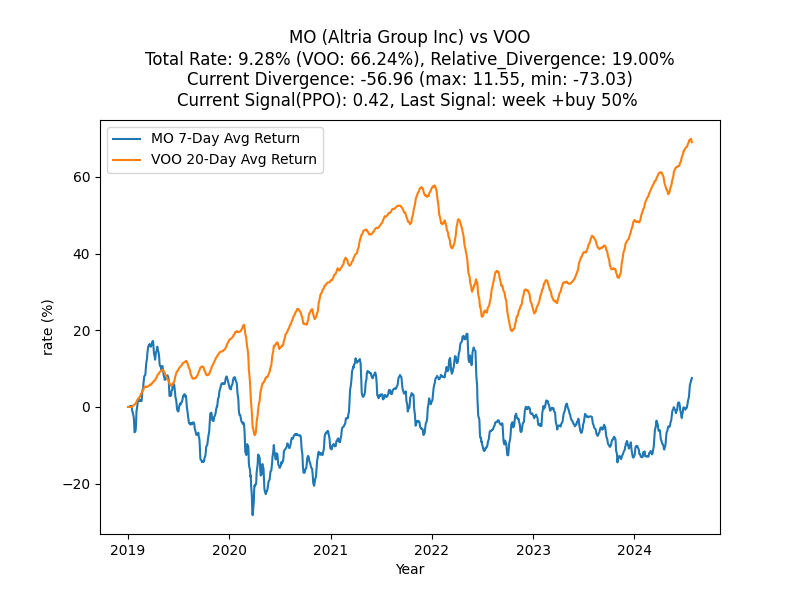 MO (Altria Group Inc) vs VOO
Total Rate: 9.28% (VOO: 66.24%), Relative_Divergence: 19.00%
Current Divergence: -56.96 (max: 11.55, min: -73.03)
Current Signal(PPO): 0.42, Last Signal: week +buy 50%
MO 7-Day Avg Return
VOO 20-Day Avg Return
60
40
20
0
−20
rate (%)
2019 2020 2021 2022 2023 2024
Year